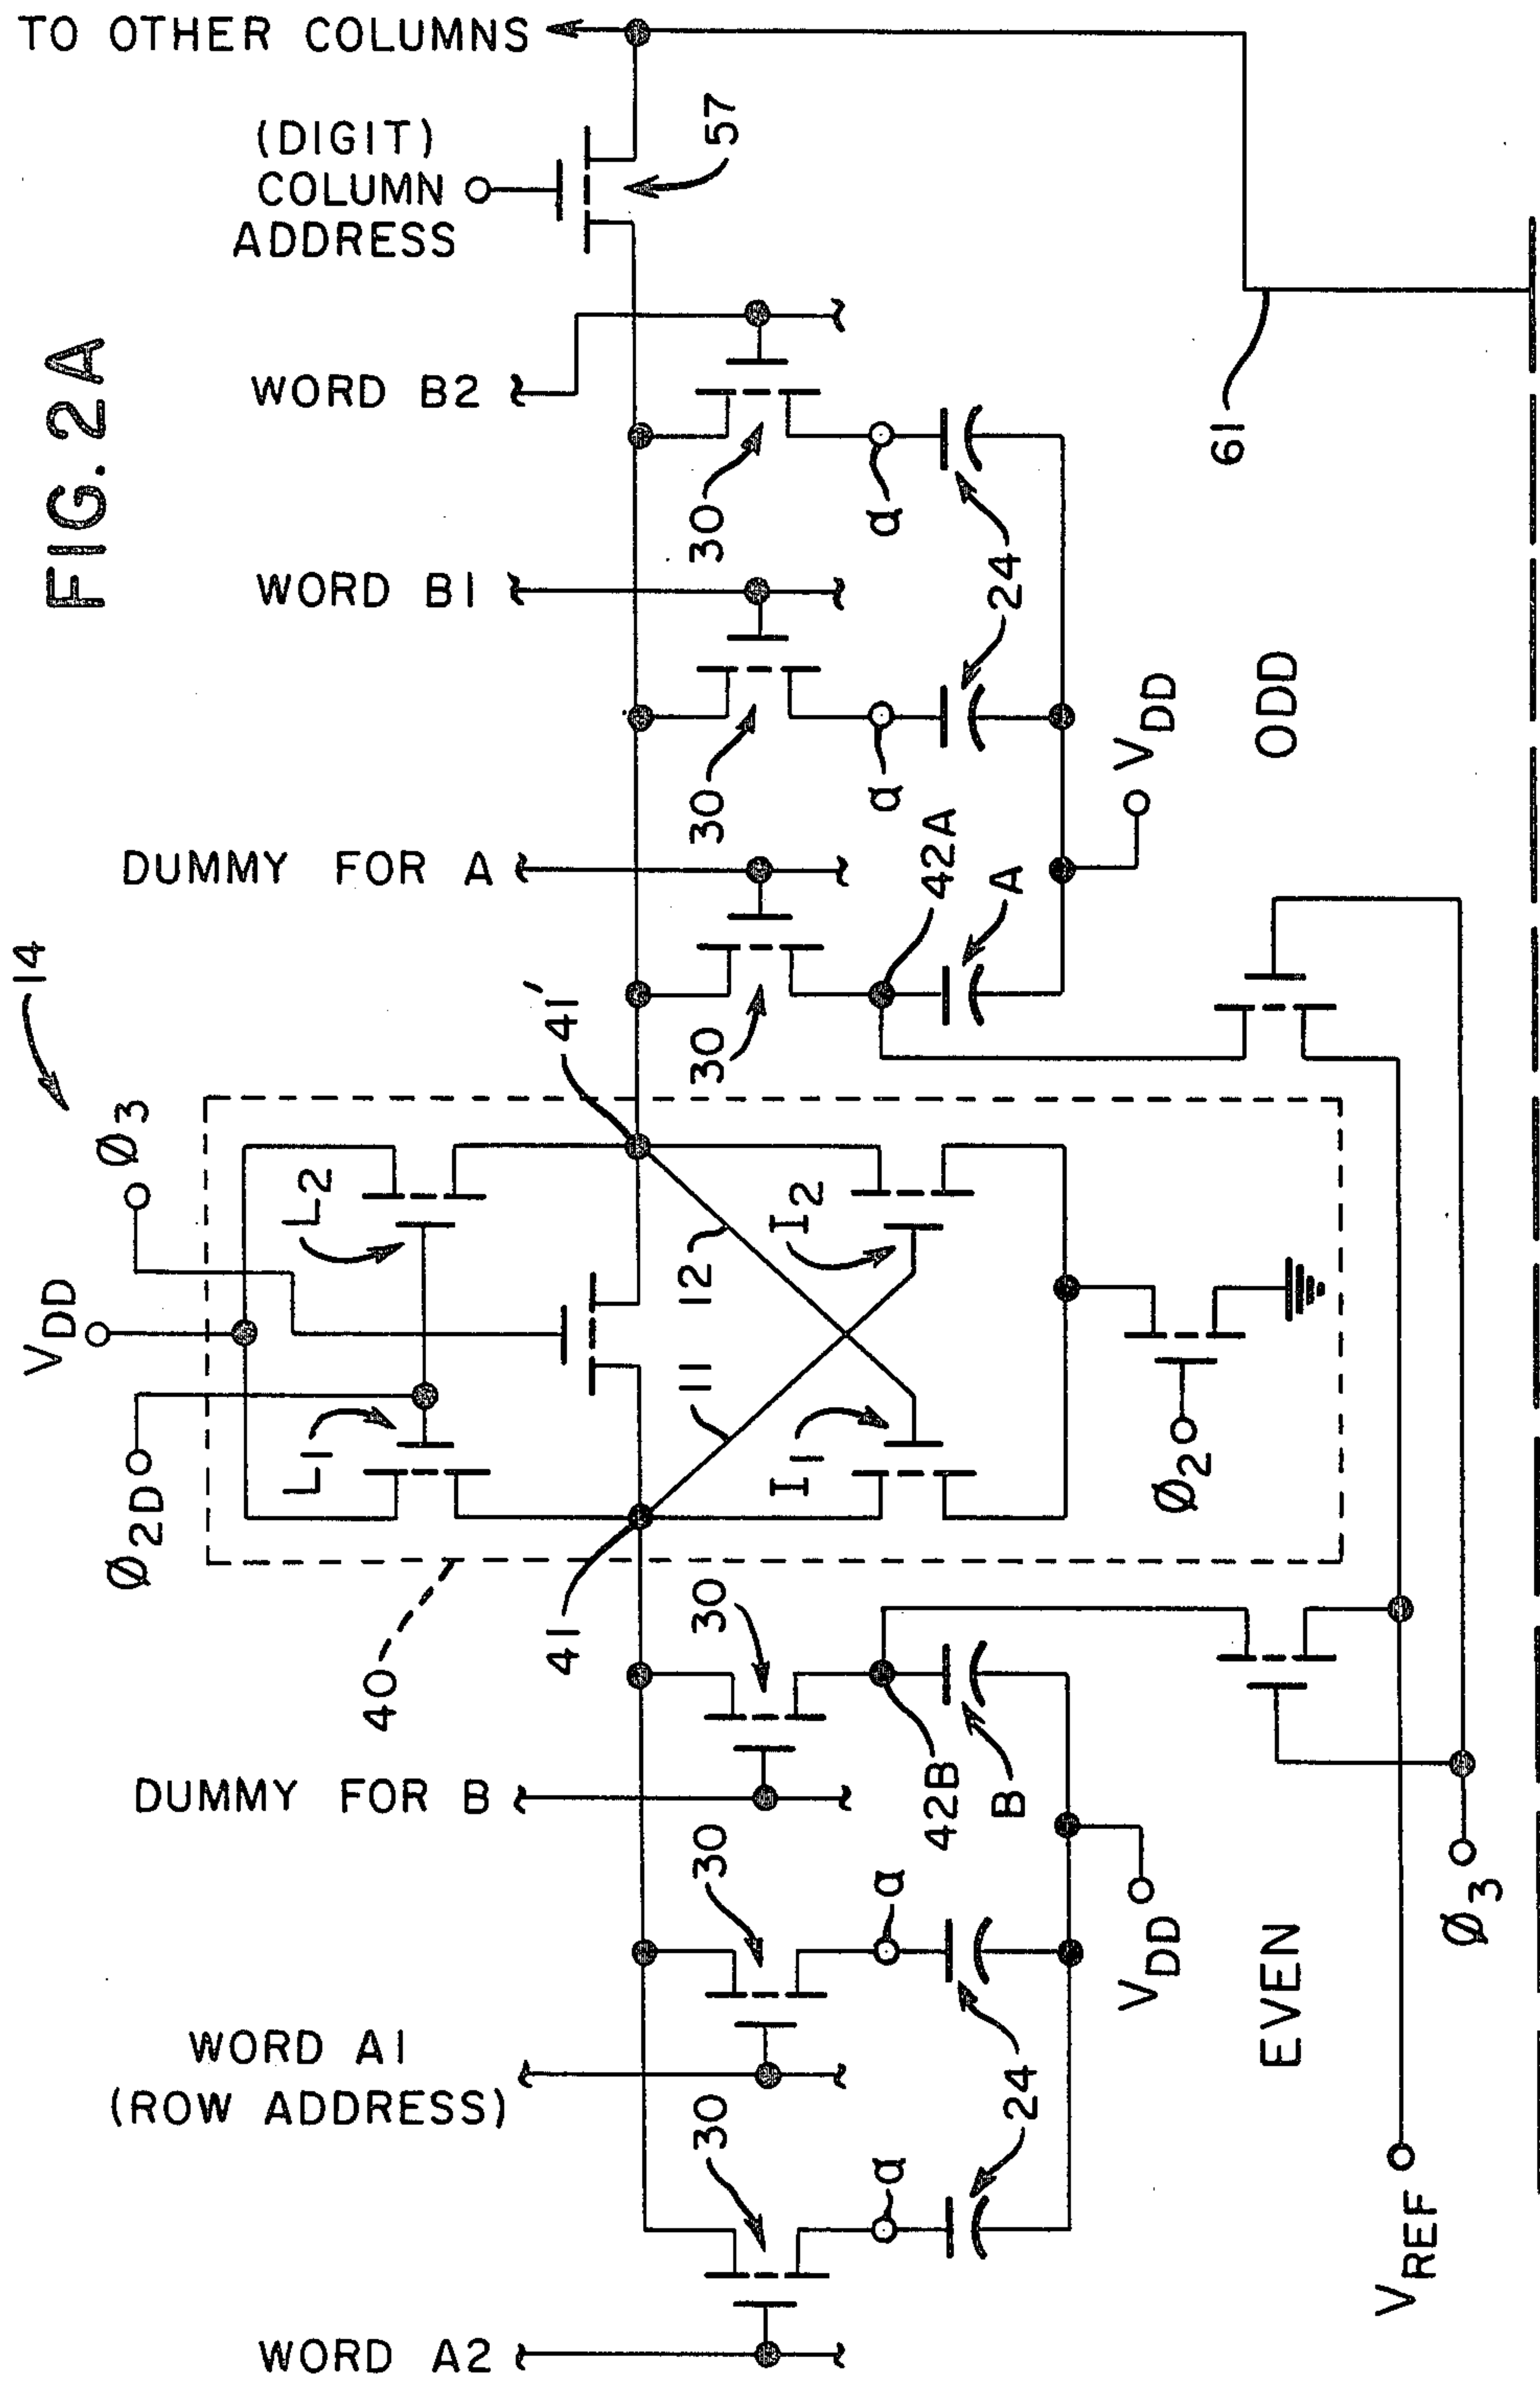 FIG. 2A
14
TO OTHER COLUMNS
(DIGIT)
COLUMN
ADDRESS
57
WORD B2
WORD B1
DUMMY FOR A
Ø3
VDD
Ø2D
L1
L2
40
DUMMY FOR B
WORD A1
(ROW ADDRESS)
WORD A2
41
41'
11
12
30
30
30
30
30
30
I1
I2
a
a
a
a
42B
42A
24
B
A
24
VDD
VDD
Ø2
61
EVEN
ODD
VREF
Ø3